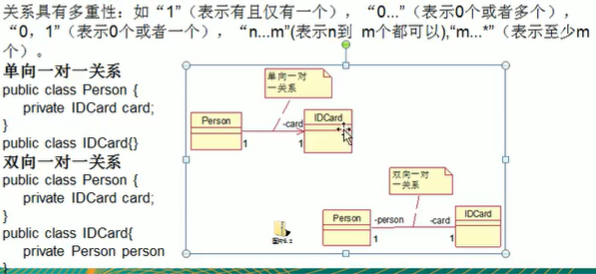 关系具有多重性：如“1”（表示有且仅有一个），“0...”（表示0个或者多个），
“0，1”（表示0个或者一个），“n...m”(表示n到 m个都可以),“m...*”（表示至少m
个）。
单向一对一关系
public class Person {
private IDCard card;
}
public class IDCard{}
双向一对一关系
public class Person {
private IDCard card;
}
public class IDCard{
private Person person
}
单向一对
一关系
Person
-card
IDCard
1
1
双向一对
一关系
Person
-person
-card
IDCard
1
1